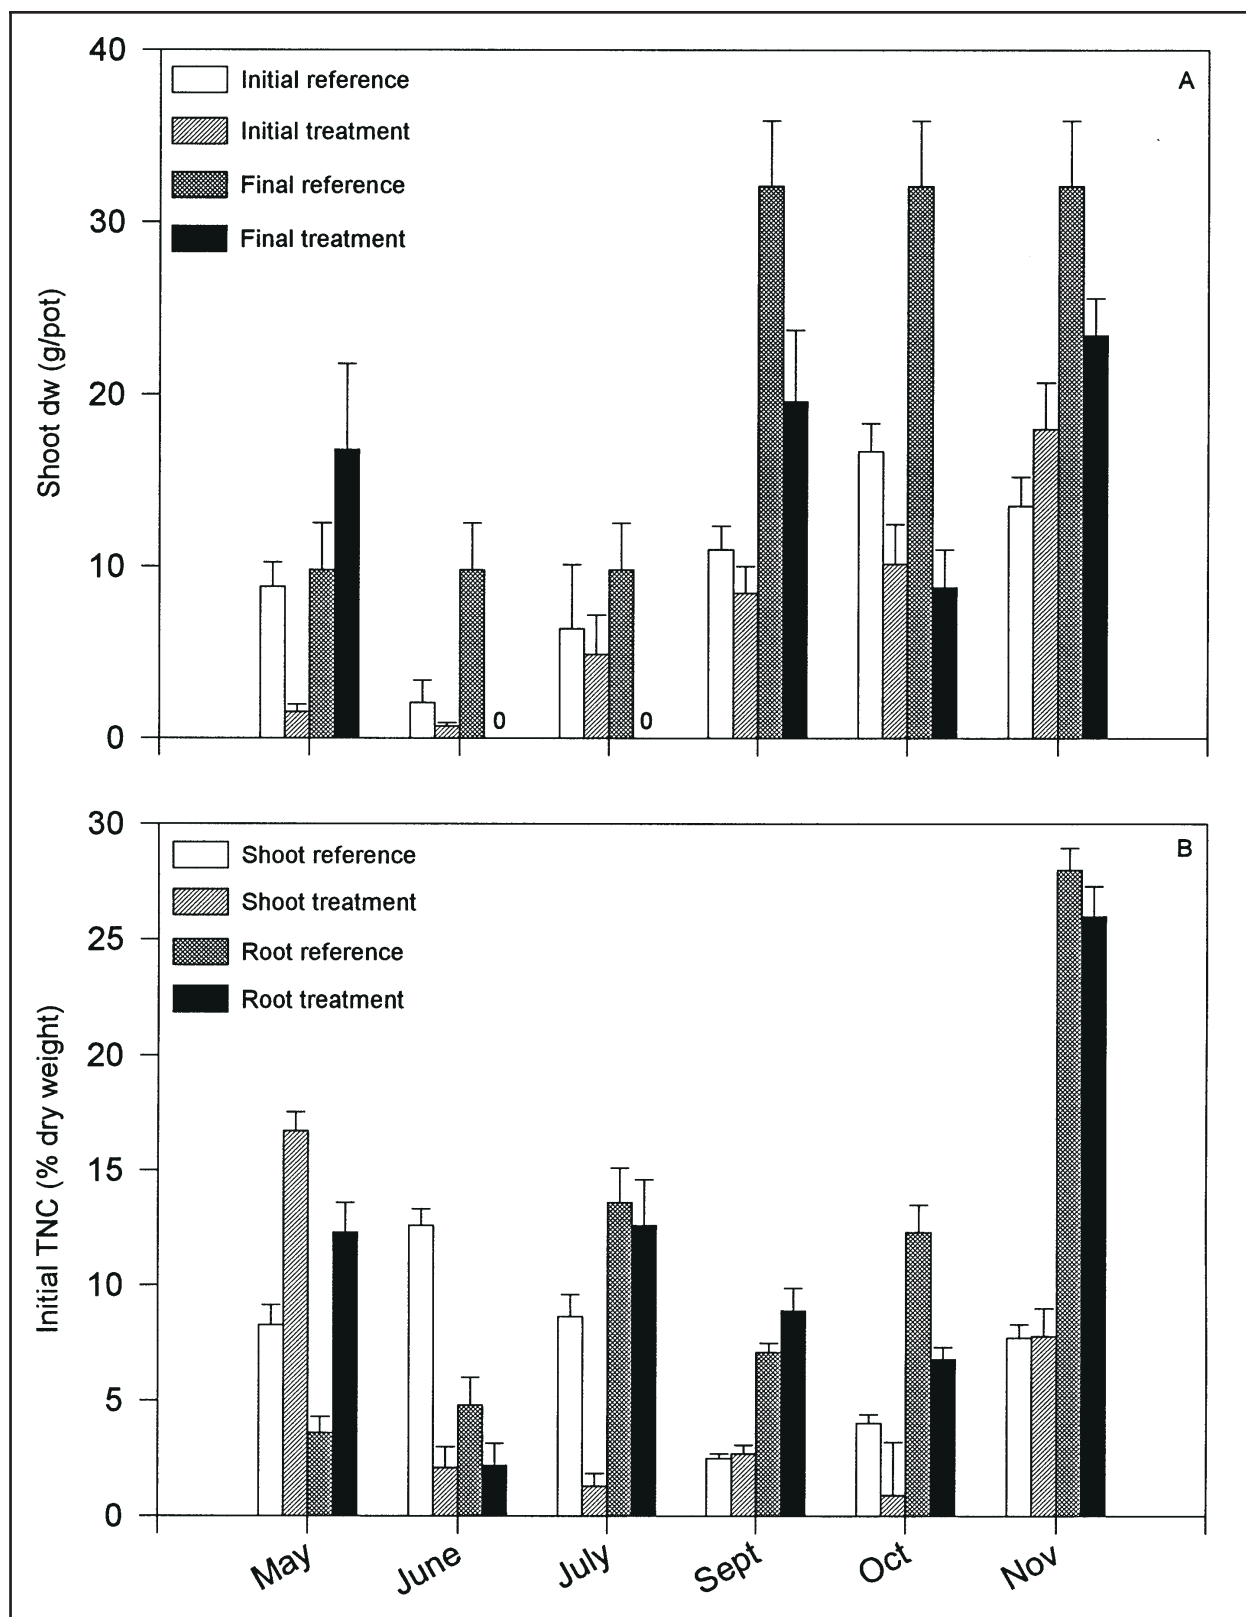 40
30
20
10
0
Shoot dw (g/pot)
Initial reference
Initial treatment
Final reference
Final treatment
A
0
0
30
25
20
15
10
5
0
Initial TNC (% dry weight)
Shoot reference
Shoot treatment
Root reference
Root treatment
B
May
June
July
Sept
Oct
Nov